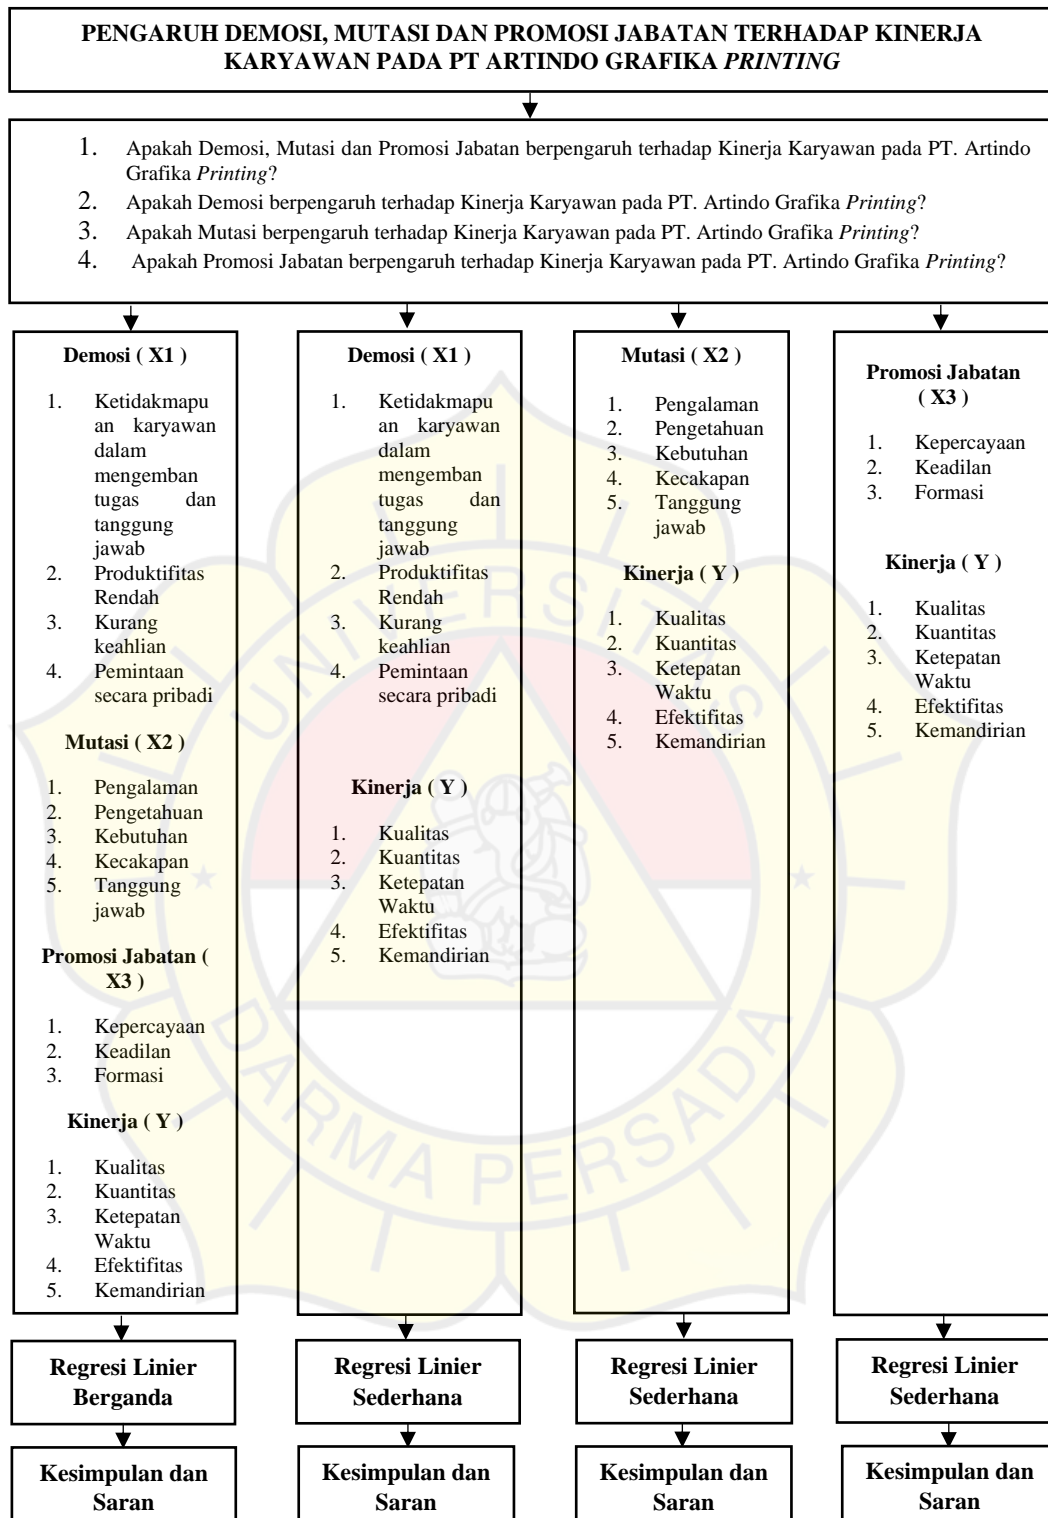 PENGARUH DEMOSI, MUTASI DAN PROMOSI JABATAN TERHADAP KINERJA
KARYAWAN PADA PT ARTINDO GRAFIKA PRINTING
1. Apakah Demosi, Mutasi dan Promosi Jabatan berpengaruh terhadap Kinerja Karyawan pada PT. Artindo
Grafika Printing?
2. Apakah Demosi berpengaruh terhadap Kinerja Karyawan pada PT. Artindo Grafika Printing?
3. Apakah Mutasi berpengaruh terhadap Kinerja Karyawan pada PT. Artindo Grafika Printing?
4. Apakah Promosi Jabatan berpengaruh terhadap Kinerja Karyawan pada PT. Artindo Grafika Printing?
Demosi ( X1 )
1. Ketidakmapu
an karyawan
dalam
mengemban
tugas dan
tanggung
jawab
2. Produktifitas
Rendah
3. Kurang
keahlian
4. Pemintaan
secara pribadi
Mutasi ( X2 )
1. Pengalaman
2. Pengetahuan
3. Kebutuhan
4. Kecakapan
5. Tanggung
jawab
Promosi Jabatan (
X3 )
1. Kepercayaan
2. Keadilan
3. Formasi
Kinerja ( Y )
1. Kualitas
2. Kuantitas
3. Ketepatan
Waktu
4. Efektifitas
5. Kemandirian
Regresi Linier
Berganda
Kesimpulan dan
Saran
Demosi ( X1 )
1. Ketidakmapu
an karyawan
dalam
mengemban
tugas dan
tanggung
jawab
2. Produktifitas
Rendah
3. Kurang
keahlian
4. Pemintaan
secara pribadi
Kinerja ( Y )
1. Kualitas
2. Kuantitas
3. Ketepatan
Waktu
4. Efektifitas
5. Kemandirian
Regresi Linier
Sederhana
Kesimpulan dan
Saran
Mutasi ( X2 )
1. Pengalaman
2. Pengetahuan
3. Kebutuhan
4. Kecakapan
5. Tanggung
jawab
Kinerja ( Y )
1. Kualitas
2. Kuantitas
3. Ketepatan
Waktu
4. Efektifitas
5. Kemandirian
Regresi Linier
Sederhana
Kesimpulan dan
Saran
Promosi Jabatan
( X3 )
1. Kepercayaan
2. Keadilan
3. Formasi
Kinerja ( Y )
1. Kualitas
2. Kuantitas
3. Ketepatan
Waktu
4. Efektifitas
5. Kemandirian
Regresi Linier
Sederhana
Kesimpulan dan
Saran
UNIVERSITAS
DARMA PERSADA